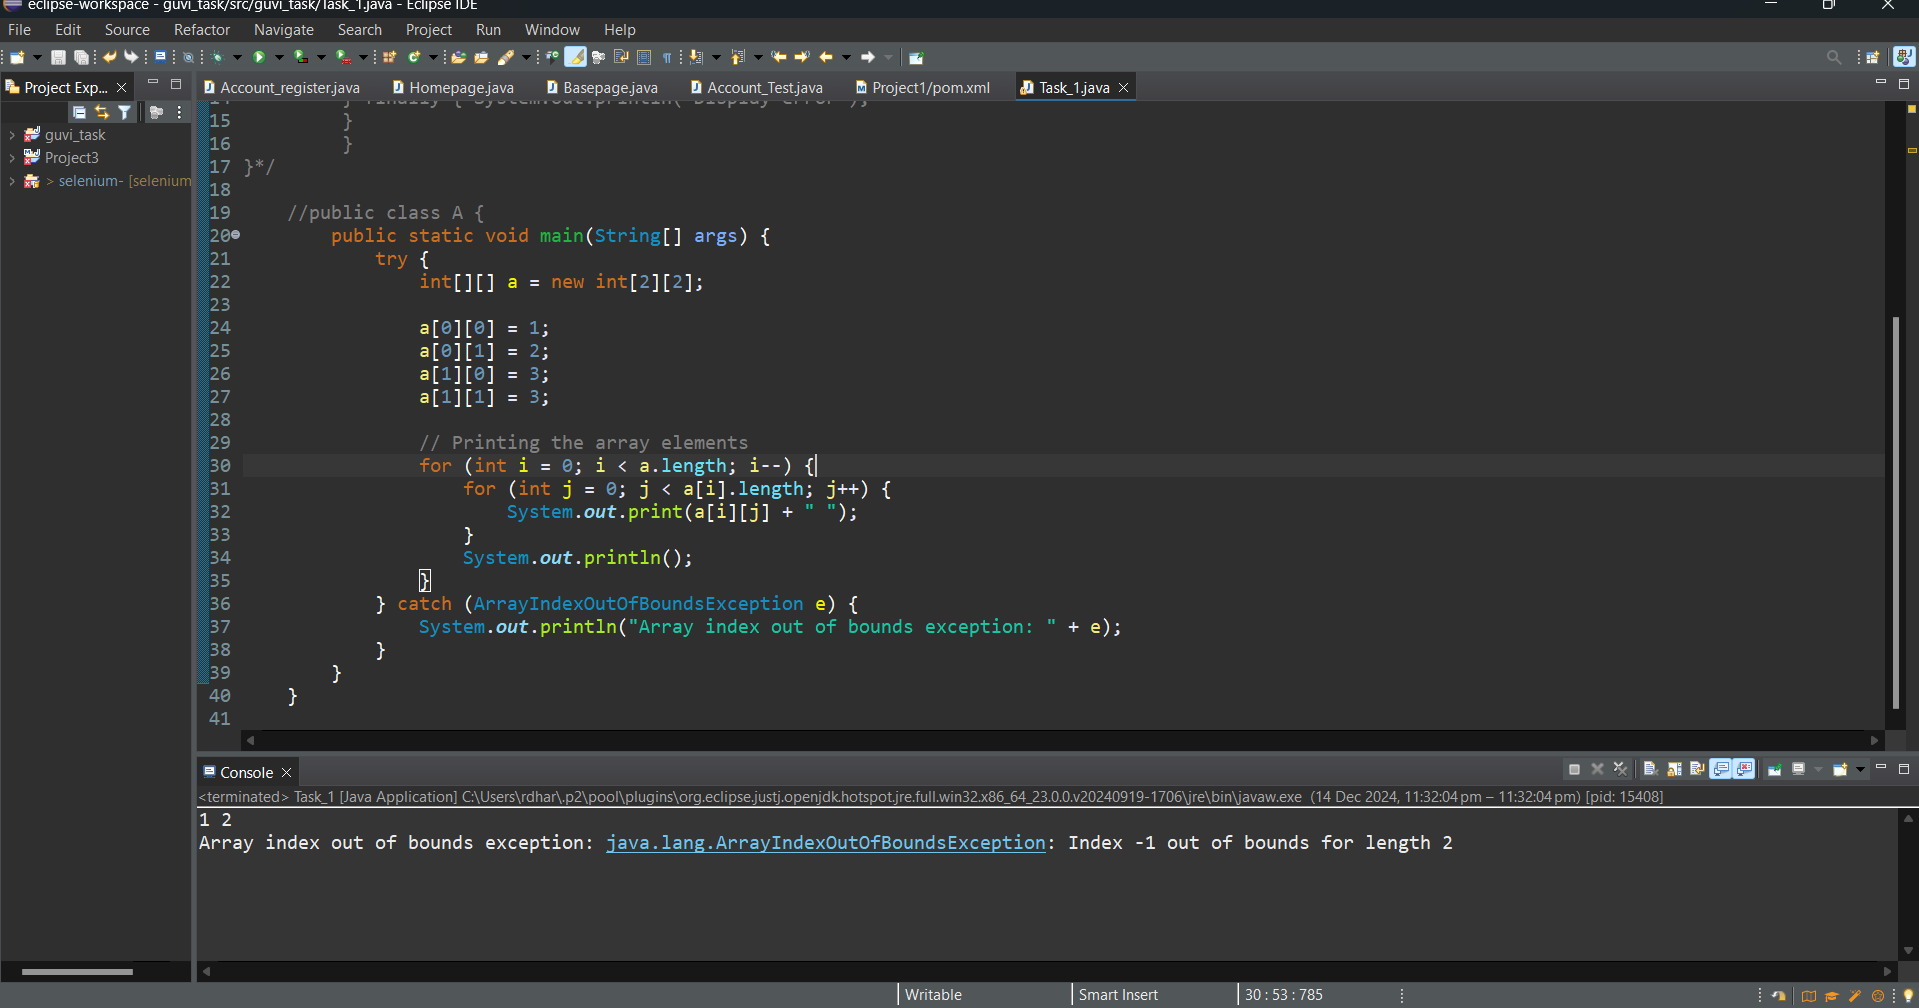 eclipse-workspace - guvi_task/src/guvi_task/Task_1.java - Eclipse IDE
File Edit Source Refactor Navigate Search Project Run Window Help
Project Exp...
Account_register.java Homepage.java Basepage.java Account_Test.java Project1/pom.xml Task_1.java
guvi_task
Project3
> selenium- [selenium
} finally { System.out.println("Display error");
15 }
16 }
17 }*/
18
19 //public class A {
20 public static void main(String[] args) {
21 try {
22 int[][] a = new int[2][2];
23
24 a[0][0] = 1;
25 a[0][1] = 2;
26 a[1][0] = 3;
27 a[1][1] = 3;
28
29 // Printing the array elements
30 for (int i = 0; i < a.length; i--) {
31 for (int j = 0; j < a[i].length; j++) {
32 System.out.print(a[i][j] + " ");
33 }
34 System.out.println();
35 }
36 } catch (ArrayIndexOutOfBoundsException e) {
37 System.out.println("Array index out of bounds exception: " + e);
38 }
39 }
40 }
41
Console
<terminated> Task_1 [Java Application] C:\Users\rdhar\.p2\pool\plugins\org.eclipse.justj.openjdk.hotspot.jre.full.win32.x86_64_23.0.0.v20240919-1706\jre\bin\javaw.exe (14 Dec 2024, 11:32:04 pm – 11:32:04 pm) [pid: 15408]
1 2
Array index out of bounds exception: java.lang.ArrayIndexOutOfBoundsException: Index -1 out of bounds for length 2
Writable Smart Insert 30 : 53 : 785